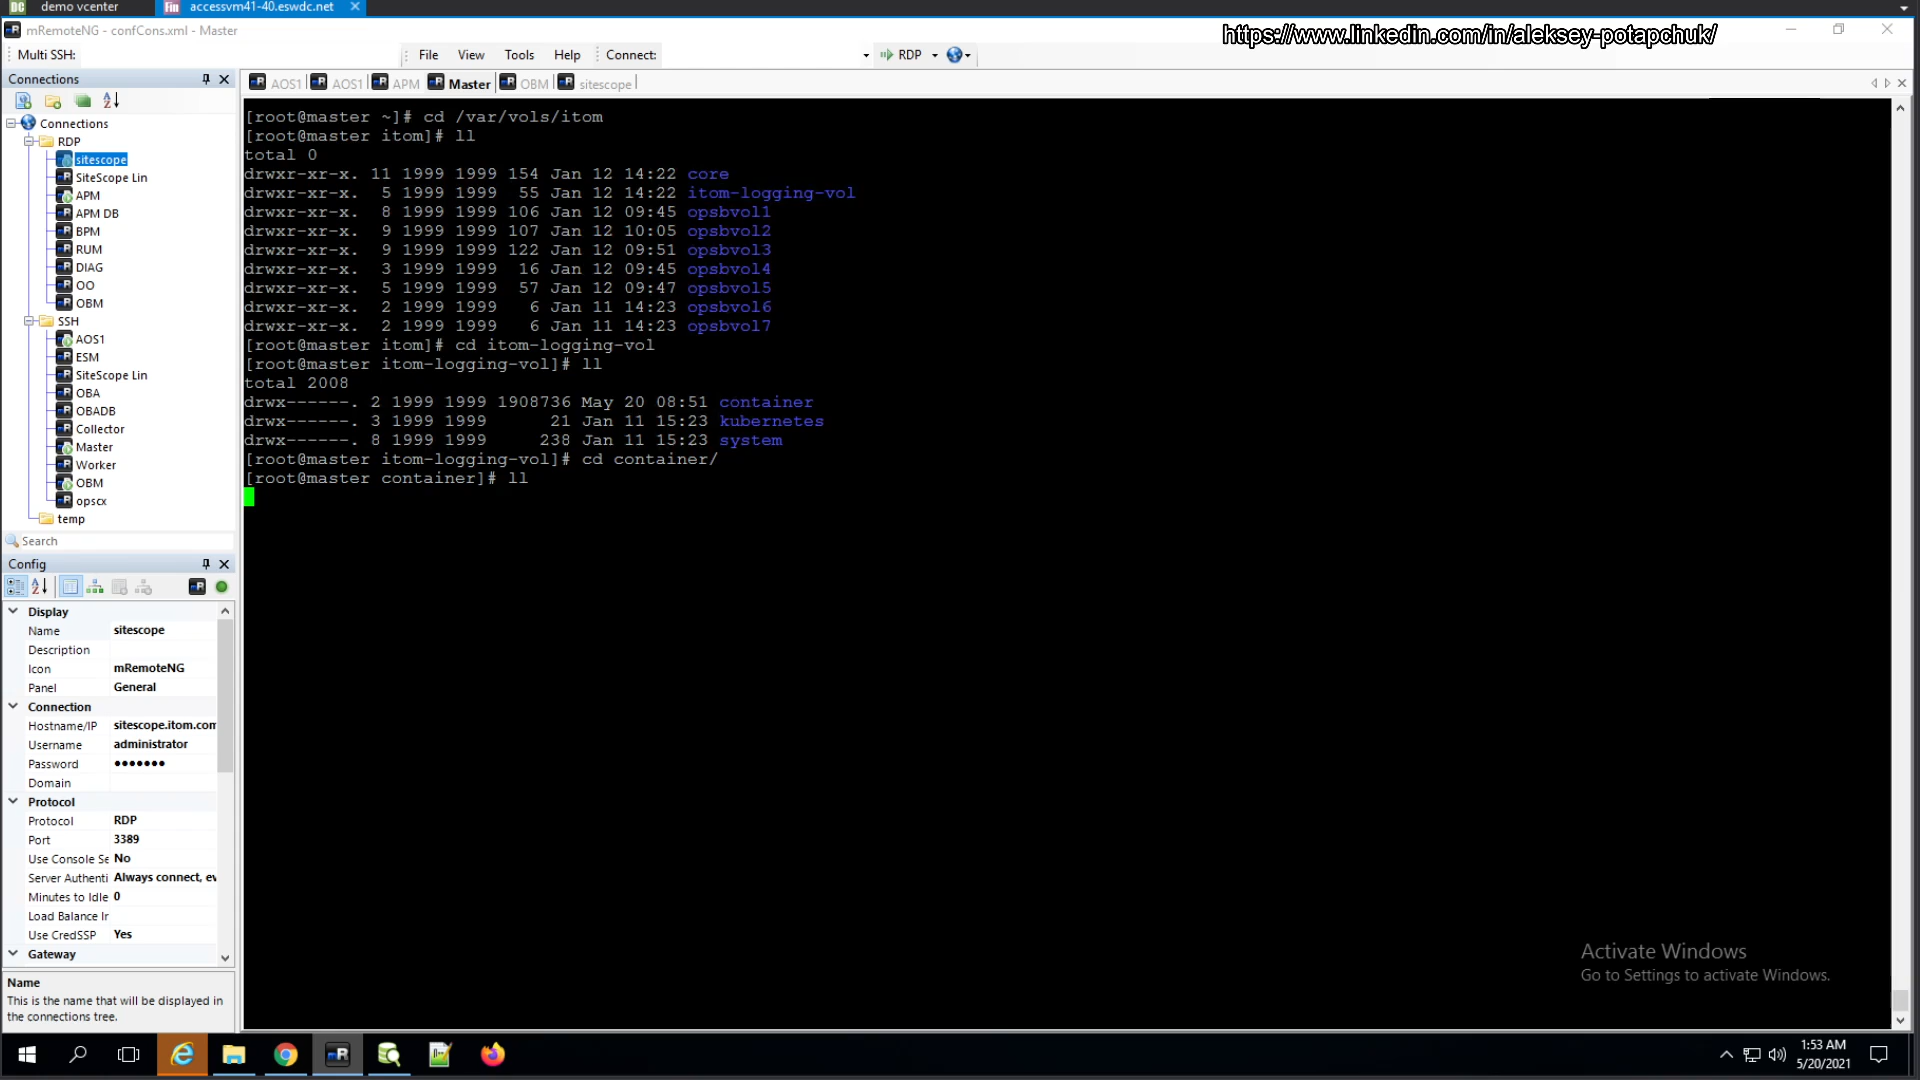 demo vcenter
accessvm41-40.eswdc.net
mRemoteNG - confCons.xml - Master
https://www.linkedin.com/in/aleksey-potapchuk/
Multi SSH:
File View Tools Help Connect: RDP
Connections
AOS1 AOS1 APM Master OBM sitescope
Connections
RDP
sitescope
SiteScope Lin
APM
APM DB
BPM
RUM
DIAG
OO
OBM
SSH
AOS1
ESM
SiteScope Lin
OBA
OBADB
Collector
Master
Worker
OBM
opscx
temp
Search
Config
Display
Name sitescope
Description
Icon mRemoteNG
Panel General
Connection
Hostname/IP sitescope.itom.com
Username administrator
Password ●●●●●●●
Domain
Protocol
Protocol RDP
Port 3389
Use Console Se No
Server Authenti Always connect, ev
Minutes to Idle 0
Load Balance Ir
Use CredSSP Yes
Gateway
Name
This is the name that will be displayed in
the connections tree.
[root@master ~]# cd /var/vols/itom
[root@master itom]# ll
total 0
drwxr-xr-x. 11 1999 1999 154 Jan 12 14:22 core
drwxr-xr-x. 5 1999 1999 55 Jan 12 14:22 itom-logging-vol
drwxr-xr-x. 8 1999 1999 106 Jan 12 09:45 opsbvol1
drwxr-xr-x. 9 1999 1999 107 Jan 12 10:05 opsbvol2
drwxr-xr-x. 9 1999 1999 122 Jan 12 09:51 opsbvol3
drwxr-xr-x. 3 1999 1999 16 Jan 12 09:45 opsbvol4
drwxr-xr-x. 5 1999 1999 57 Jan 12 09:47 opsbvol5
drwxr-xr-x. 2 1999 1999 6 Jan 11 14:23 opsbvol6
drwxr-xr-x. 2 1999 1999 6 Jan 11 14:23 opsbvol7
[root@master itom]# cd itom-logging-vol
[root@master itom-logging-vol]# ll
total 2008
drwx------. 2 1999 1999 1908736 May 20 08:51 container
drwx------. 3 1999 1999 21 Jan 11 15:23 kubernetes
drwx------. 8 1999 1999 238 Jan 11 15:23 system
[root@master itom-logging-vol]# cd container/
[root@master container]# ll
Activate Windows
Go to Settings to activate Windows.
1:53 AM
5/20/2021